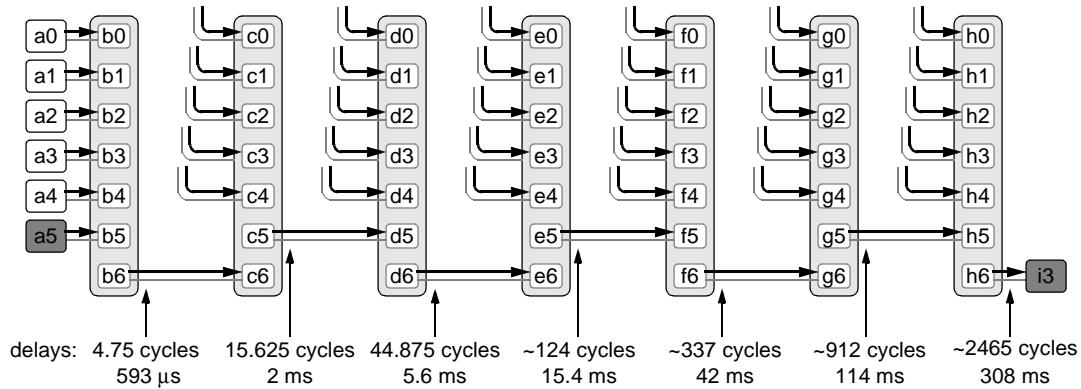 a0 b0 c0 d0 e0 f0 g0 h0
a1 b1 c1 d1 e1 f1 g1 h1
a2 b2 c2 d2 e2 f2 g2 h2
a3 b3 c3 d3 e3 f3 g3 h3
a4 b4 c4 d4 e4 f4 g4 h4
a5 b5 c5 d5 e5 f5 g5 h5
b6 c6 d6 e6 f6 g6 h6 i3
delays: 4.75 cycles 15.625 cycles 44.875 cycles ~124 cycles ~337 cycles ~912 cycles ~2465 cycles
593 μs 2 ms 5.6 ms 15.4 ms 42 ms 114 ms 308 ms